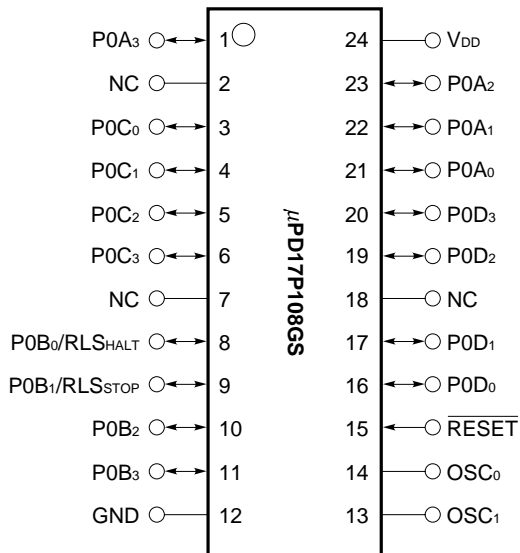 P0A₃ 1 24 VDD
NC 2 23 P0A₂
P0C₀ 3 22 P0A₁
P0C₁ 4 21 P0A₀
P0C₂ 5 20 P0D₃
P0C₃ 6 19 P0D₂
NC 7 18 NC
P0B₀/RLSHALT 8 17 P0D₁
P0B₁/RLSSTOP 9 16 P0D₀
P0B₂ 10 15 R̅E̅S̅E̅T̅
P0B₃ 11 14 OSC₀
GND 12 13 OSC₁
μPD17P108GS